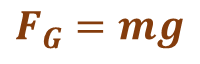 F_G = mg